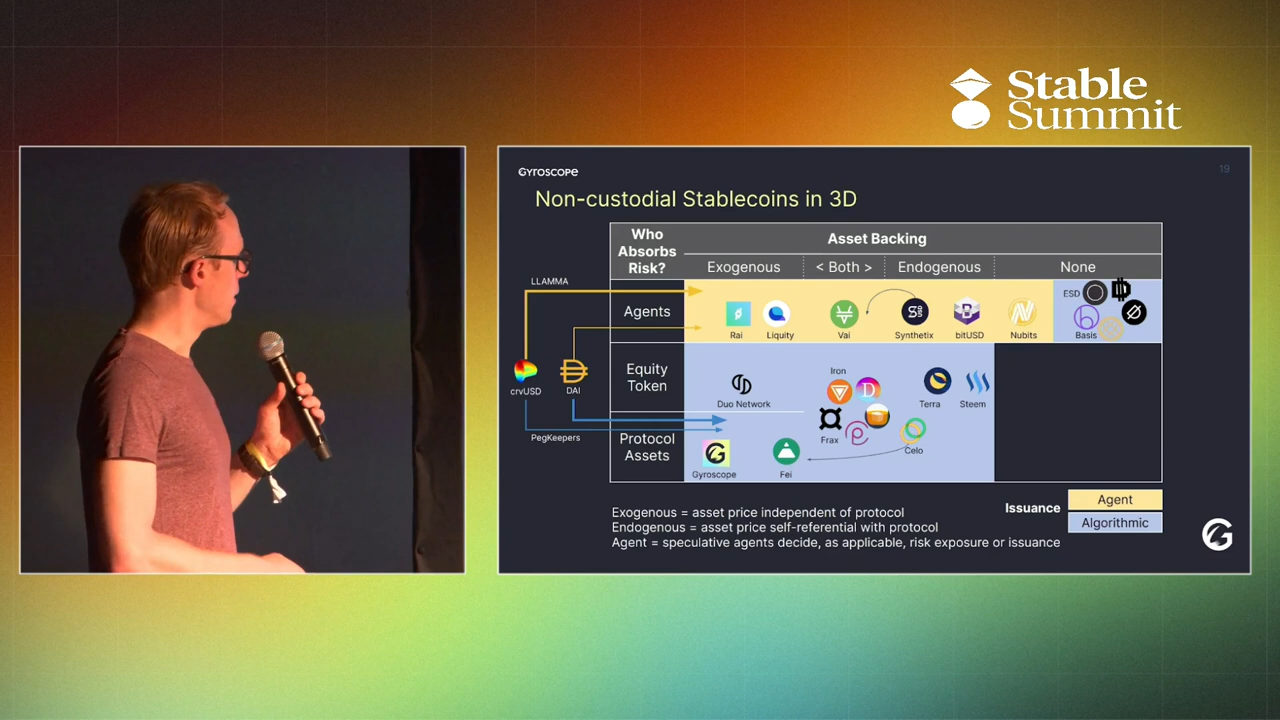 Stable
Summit
GYROSCOPE
19
Non-custodial Stablecoins in 3D
Who
Absorbs
Risk?
Asset Backing
Exogenous
< Both >
Endogenous
None
LLAMMA
Agents
Rai
Liquity
Vai
Synthetix
bitUSD
Nubits
ESD
Basis
crvUSD
DAI
Equity
Token
Duo Network
Iron
Frax
Terra
Steem
PegKeepers
Protocol
Assets
Gyroscope
Fei
Celo
Exogenous = asset price independent of protocol
Endogenous = asset price self-referential with protocol
Agent = speculative agents decide, as applicable, risk exposure or issuance
Issuance
Agent
Algorithmic